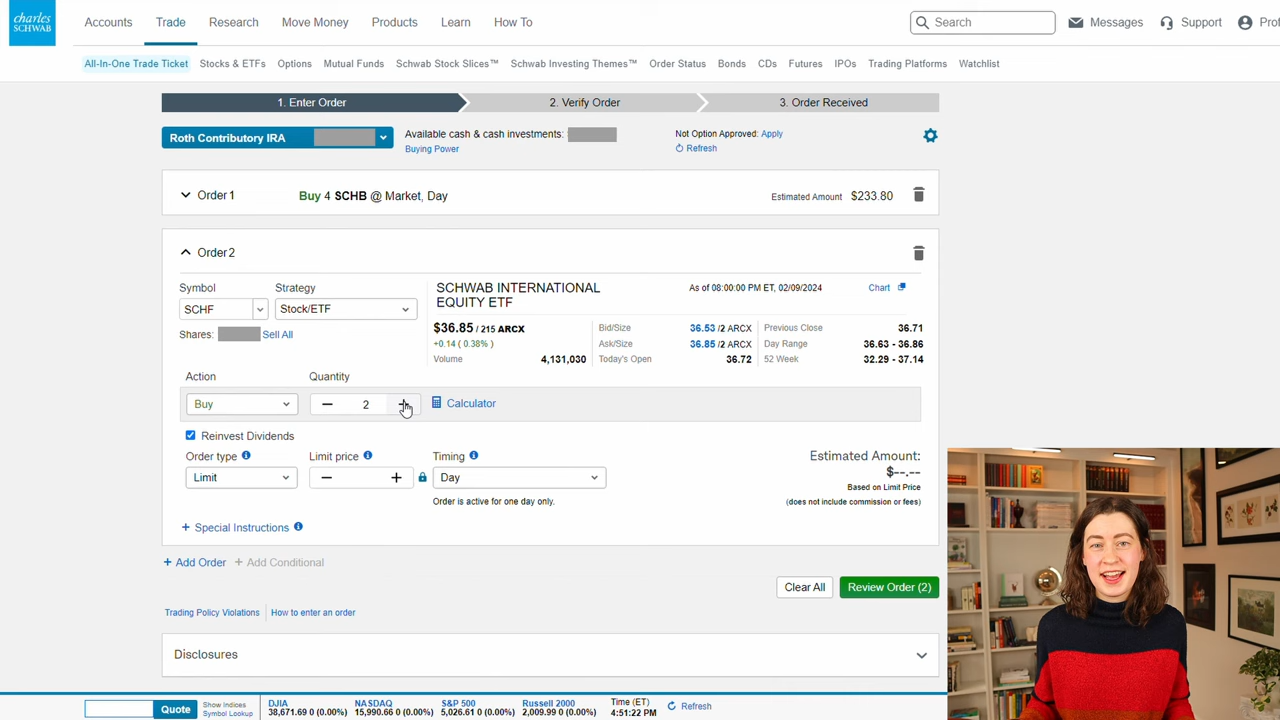 charles
SCHWAB
Accounts Trade Research Move Money Products Learn How To Search Messages Support Prof
All-In-One Trade Ticket Stocks & ETFs Options Mutual Funds Schwab Stock Slices™ Schwab Investing Themes™ Order Status Bonds CDs Futures IPOs Trading Platforms Watchlist
1. Enter Order 2. Verify Order 3. Order Received
Roth Contributory IRA Available cash & cash investments: Not Option Approved: Apply
Buying Power Refresh
Order 1 Buy 4 SCHB @ Market, Day Estimated Amount $233.80
Order 2
Symbol Strategy SCHWAB INTERNATIONAL As of 08:00:00 PM ET, 02/09/2024 Chart
EQUITY ETF
SCHF Stock/ETF
Shares: Sell All $36.85 / 215 ARCX Bid/Size 36.53 /2 ARCX Previous Close 36.71
+0.14 ( 0.38% ) Ask/Size 36.85 /2 ARCX Day Range 36.63 - 36.86
Volume 4,131,030 Today's Open 36.72 52 Week 32.29 - 37.14
Action Quantity
Buy 2 Calculator
Reinvest Dividends
Order type Limit price Timing Estimated Amount:
Limit Day $--.--
Based on Limit Price
Order is active for one day only. (does not include commission or fees)
+ Special Instructions
+ Add Order + Add Conditional
Clear All Review Order (2)
Trading Policy Violations How to enter an order
Disclosures
Quote Show Indices DJIA NASDAQ S&P 500 Russell 2000 Time (ET) Refresh
Symbol Lookup 38,671.69 0 (0.00%) 15,990.66 0 (0.00%) 5,026.61 0 (0.00%) 2,009.99 0 (0.00%) 4:51:22 PM